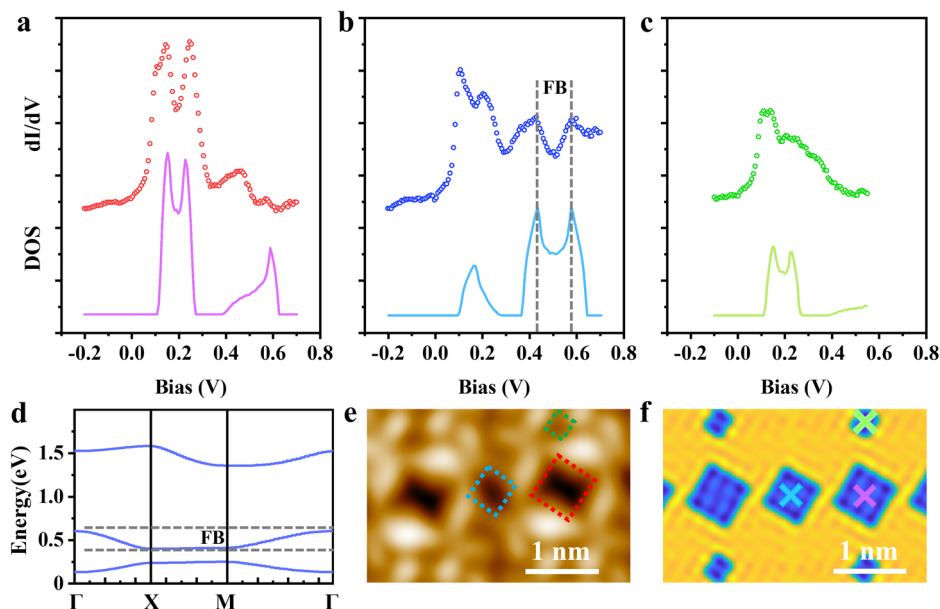 a
b
c
dI/dV
DOS
FB
-0.2 0.0 0.2 0.4 0.6 0.8
-0.2 0.0 0.2 0.4 0.6 0.8
-0.2 0.0 0.2 0.4 0.6 0.8
Bias (V)
Bias (V)
Bias (V)
d
e
f
Energy(eV)
1.5
1.0
0.5
0
FB
Γ X M Γ
1 nm
1 nm